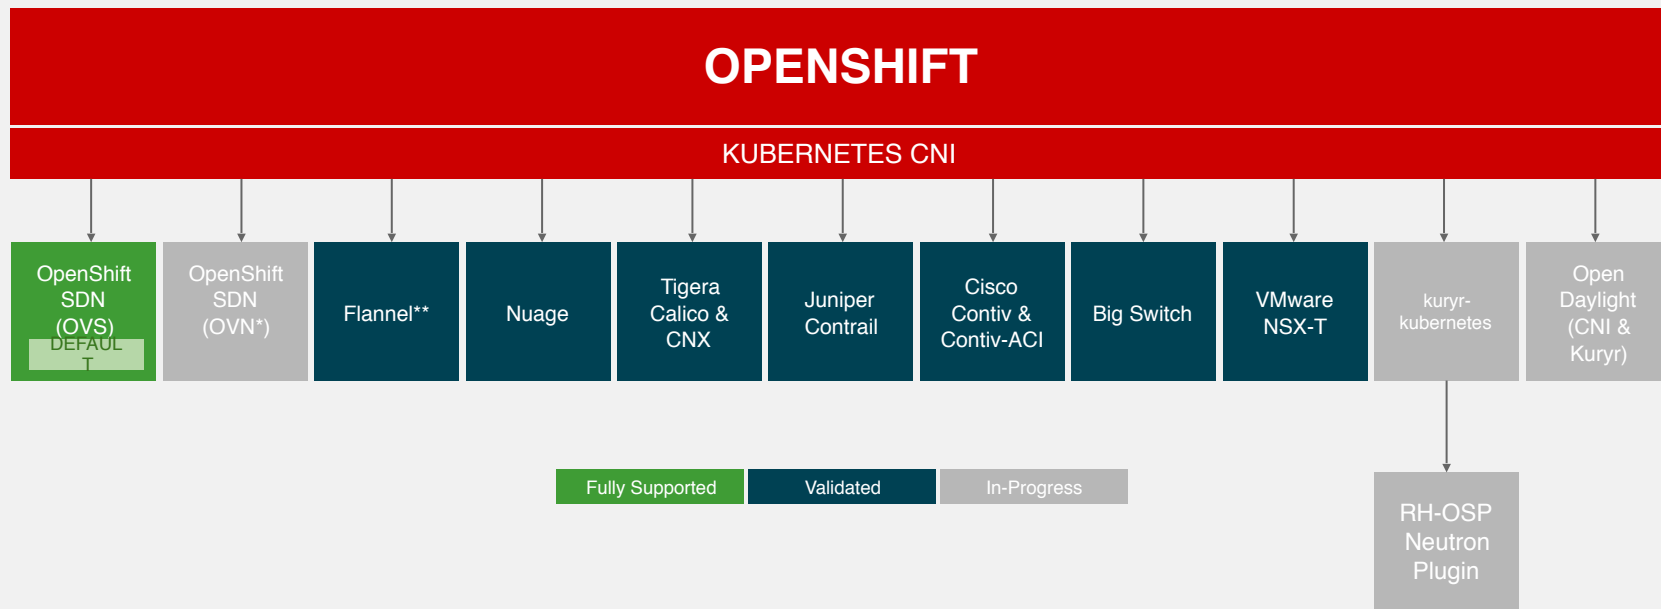 OPENSHIFT
KUBERNETES CNI
OpenShift
SDN
(OVS)
DEFAUL
T
OpenShift
SDN
(OVN*)
Flannel**
Nuage
Tigera
Calico &
CNX
Juniper
Contrail
Cisco
Contiv &
Contiv-ACI
Big Switch
VMware
NSX-T
kuryr-
kubernetes
Open
Daylight
(CNI &
Kuryr)
Fully Supported
Validated
In-Progress
RH-OSP
Neutron
Plugin